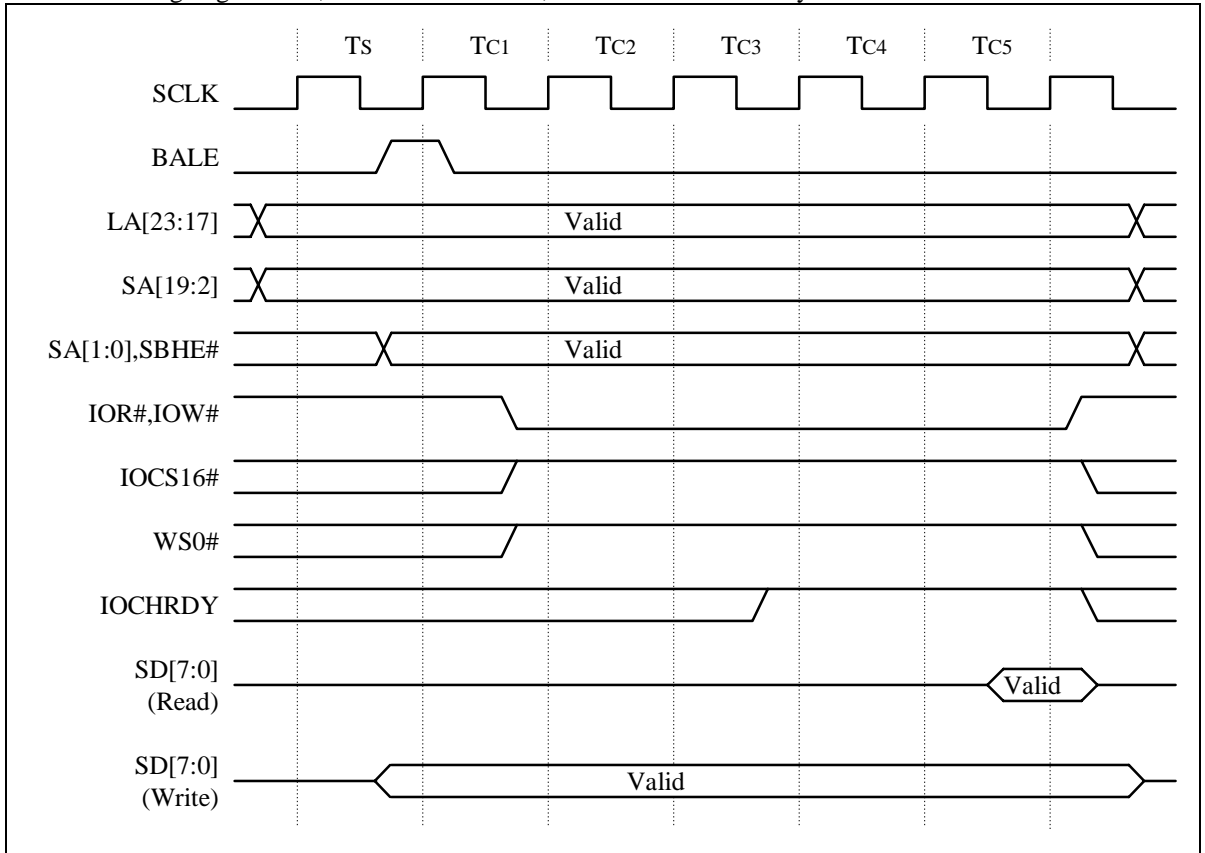 TS TC1 TC2 TC3 TC4 TC5
SCLK
BALE
LA[23:17] Valid
SA[19:2] Valid
SA[1:0],SBHE# Valid
IOR#,IOW#
IOCS16#
WS0#
IOCHRDY
SD[7:0]
(Read) Valid
SD[7:0]
(Write) Valid